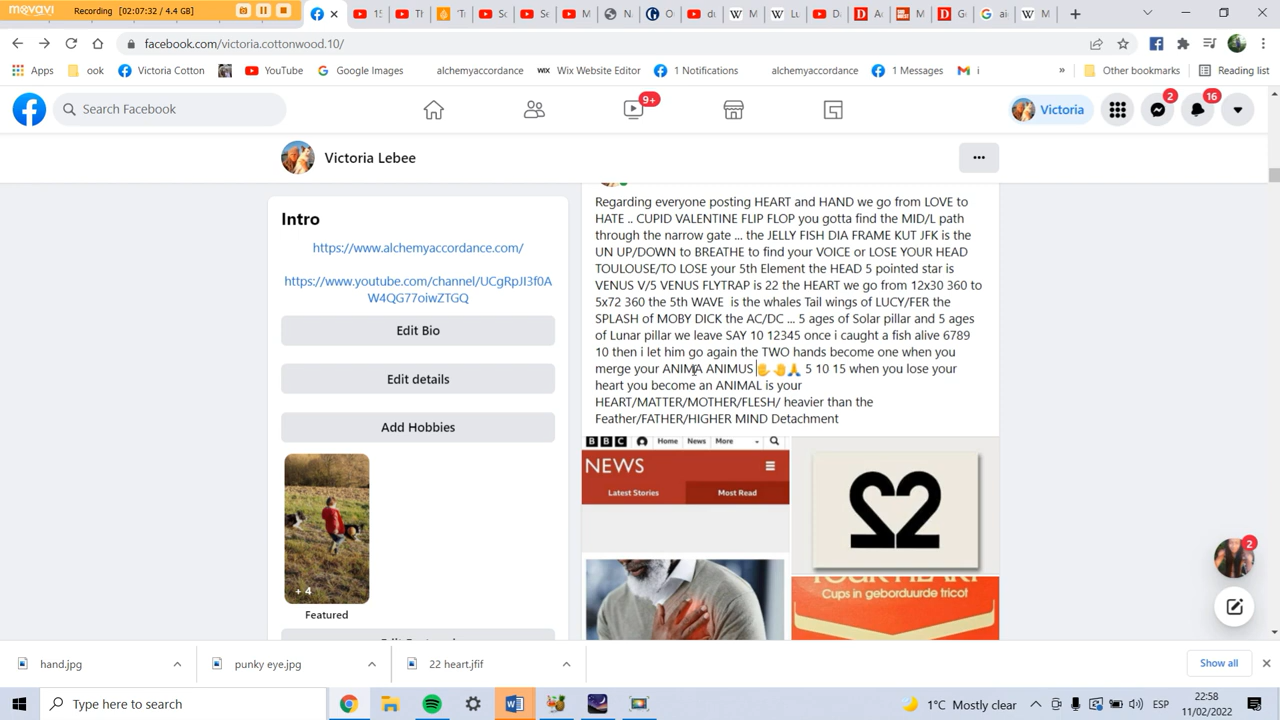 movavi
Recording 02:07:32 / 4.4 GB
facebook.com/victoria.cottonwood.10/
Apps
ook
Victoria Cotton
YouTube
Google Images
alchemyaccordance
Wix Website Editor
1 Notifications
alchemyaccordance
1 Messages
Other bookmarks
Reading list
Search Facebook
9+
Victoria
2
16
Victoria Lebee
Intro
https://www.alchemyaccordance.com/
https://www.youtube.com/channel/UCgRpJI3f0A
W4QG77oiwZTGQ
Edit Bio
Edit details
Add Hobbies
+ 4
Featured
Regarding everyone posting HEART and HAND we go from LOVE to
HATE .. CUPID VALENTINE FLIP FLOP you gotta find the MID/L path
through the narrow gate ... the JELLY FISH DIA FRAME KUT JFK is the
UN UP/DOWN to BREATHE to find your VOICE or LOSE YOUR HEAD
TOULOUSE/TO LOSE your 5th Element the HEAD 5 pointed star is
VENUS V/5 VENUS FLYTRAP is 22 the HEART we go from 12x30 360 to
5x72 360 the 5th WAVE is the whales Tail wings of LUCY/FER the
SPLASH of MOBY DICK the AC/DC ... 5 ages of Solar pillar and 5 ages
of Lunar pillar we leave SAY 10 12345 once i caught a fish alive 6789
10 then i let him go again the TWO hands become one when you
merge your ANIMA ANIMUS ✋🤚🙏 5 10 15 when you lose your
heart you become an ANIMAL is your
HEART/MATTER/MOTHER/FLESH/ heavier than the
Feather/FATHER/HIGHER MIND Detachment
BBC
Home
News
More
NEWS
Latest Stories
Most Read
22
YOUR HEART
Cups in geborduurde tricot
2
hand.jpg
punky eye.jpg
22 heart.jfif
Show all
Type here to search
1°C Mostly clear
ESP
22:58
11/02/2022